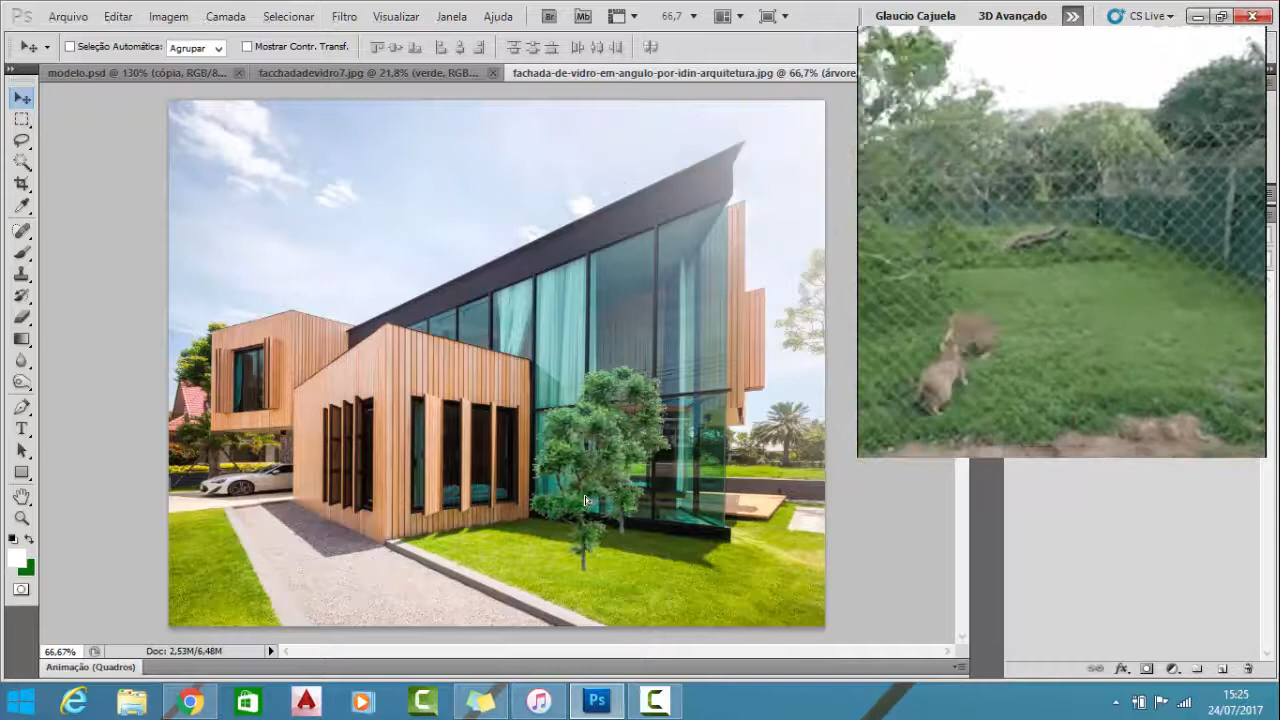 Ps Arquivo Editar Imagem Camada Selecionar Filtro Visualizar Janela Ajuda Br Mb 66,7 Glaucio Cajuela 3D Avançado CS Live
Seleção Automática: Agrupar Mostrar Contr. Transf.
modelo.psd @ 130% (cópia, RGB/8... facchadadevidro7.jpg @ 21,8% (verde, RGB... fachada-de-vidro-em-angulo-por-idin-arquitetura.jpg @ 66,7% (árvore,
66,67% Doc: 2,53M/6,48M
Animação (Quadros)
Ps
15:25
24/07/2017